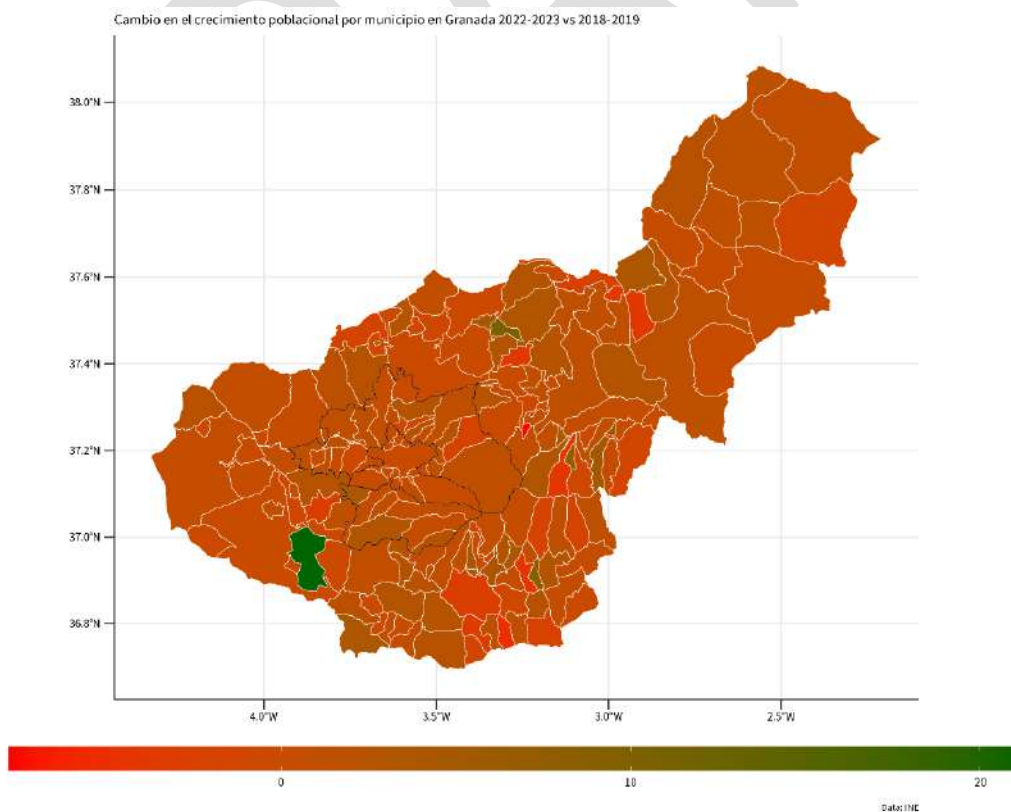 Cambio en el crecimiento poblacional por municipio en Granada 2022-2023 vs 2018-2019
38.0°N
37.8°N
37.6°N
37.4°N
37.2°N
37.0°N
36.8°N
4.0°W
3.5°W
3.0°W
2.5°W
0
10
20
Data: INE